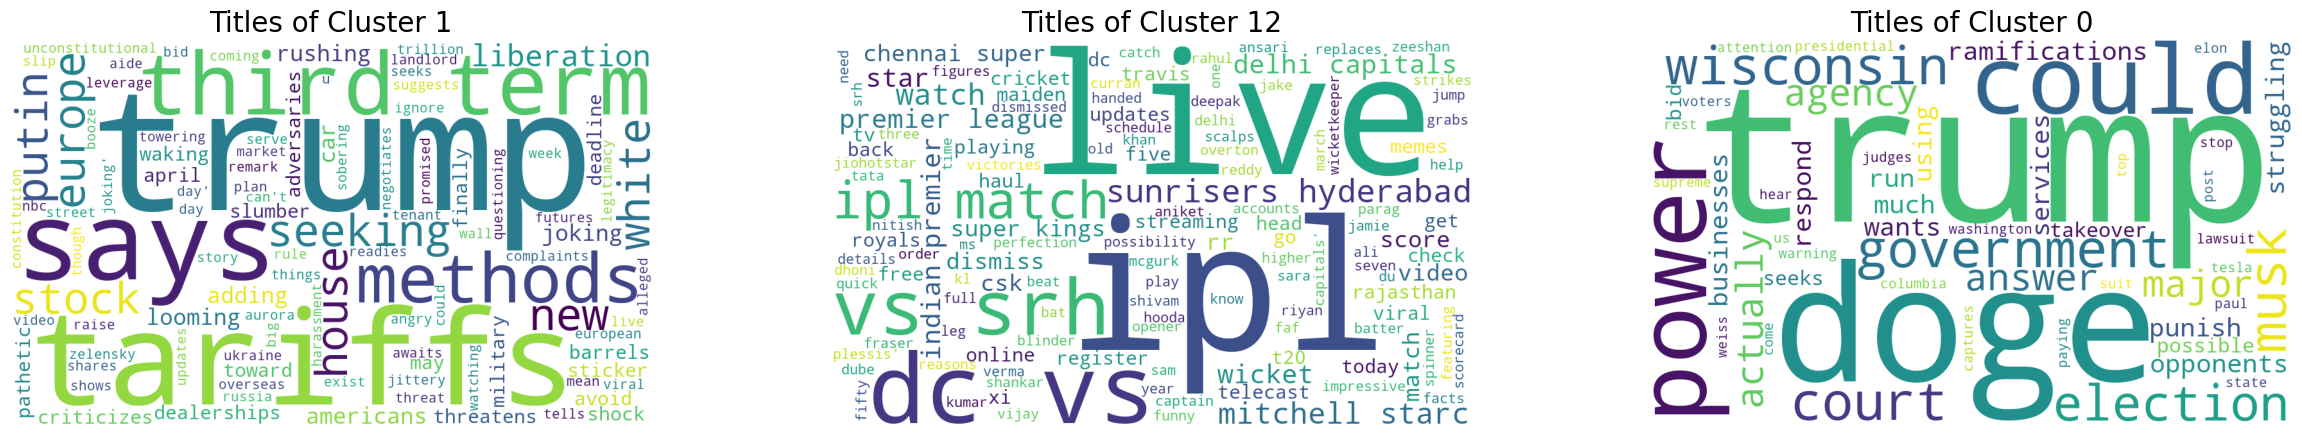 Titles of Cluster 1
unconstitutional
bid
rushing
trillion
liberation
slip
aide
coming
landlord
leverage
u
seeks
suggests
third term
europe
putin
booze
ignore
trump
towering
waking
april
serve
market
remark
plan
can't
adversaries
car
sobering
negotiates
promised
week
deadline
finally
questioning
white
legitimacy
constitution
nbc
street
joking'
day'
day
slumber
tenant
wall
futures
joking
says
though
seeking
story
rule
things
house
readies
complaints
methods
alleged
stock
adding
looming
aurora
big
harassment
angry
could
military
new
live
video
raise
european
tariffs
pathetic
zelensky
shares
shows
updates
ukraine
toward
overseas
russia
exist
awaits
jittery
threat
may
watching
barrels
sticker
mean
viral
avoid
criticizes
dealerships
americans
threatens
tells
shock
Titles of Cluster 12
need
chennai super
dc
catch
rahul
ansari
replaces
zeeshan
star
figures
cricket
curran
travis
one
delhi capitals
strikes
srh
watch
maiden
dismissed
handed
deepak
jake
jump
premier league
updates
schedule
delhi
scalps
wicketkeeper
grabs
tv
three
back
playing
khan
old
five
overton
march
memes
jiohotstar
time
victories
reddy
help
tata
live
haul
sunrisers hyderabad
ipl match
nitish
indian premier
aniket
accounts
parag
royals
super kings
streaming
rr
head
get
ms
perfection
possibility
go
jamie
details
order
dismiss
mcgurk
higher
score
dhoni
kl
csk
beat
play
sara
capitals
ali
check
free
quick
full
shivam
know
seven
du
video
vs srh
bat
hooda
riyan
rajasthan
leg
opener
faf
viral
fraser
blinder
ipl
batter
plessis'
reasons
online
register
t20
today
match
spinner
featuring
scorecard
dube
verma
sam
wicket
impressive
shankar
year
telecast
facts
fifty
dc vs
kumar
xi
captain
vijay
funny
mitchell starc
Titles of Cluster 0
attention
presidential
ramifications
elon
wisconsin
could
bid
voters
agency
rest
struggling
trump
power
businesses
judges
respond
using
services
stop
supreme
run
top
hear
much
post
wants
washington
takeover
lawsuit
us
warning
actually
government
musk
seeks
answer
tesla
columbia
suit
major
doge
weiss
come
captures
paying
paul
punish
possible
opponents
state
court
election